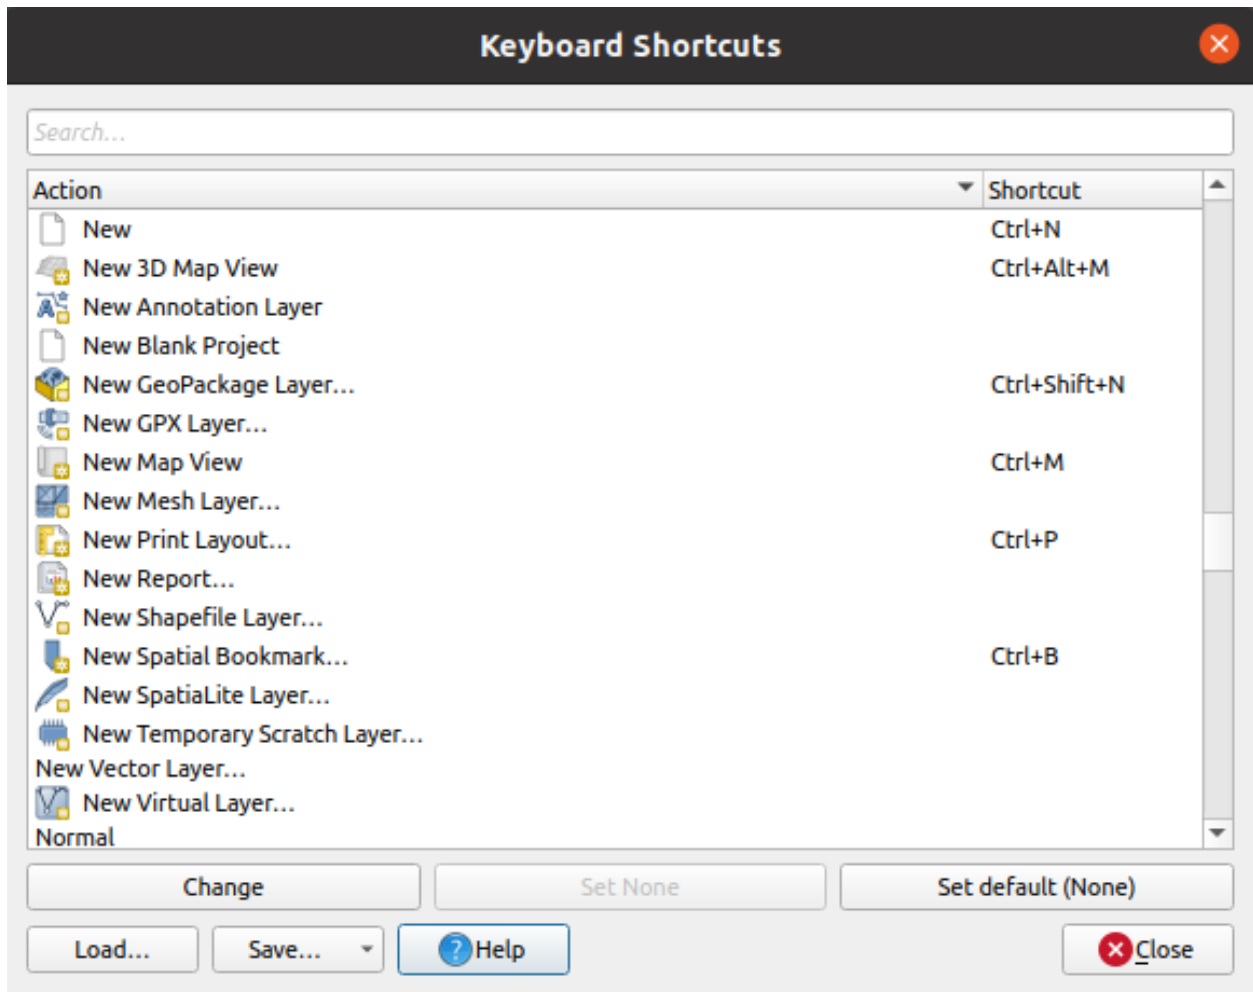 Keyboard Shortcuts
Search...
Action Shortcut
New Ctrl+N
New 3D Map View Ctrl+Alt+M
New Annotation Layer
New Blank Project
New GeoPackage Layer... Ctrl+Shift+N
New GPX Layer...
New Map View Ctrl+M
New Mesh Layer...
New Print Layout... Ctrl+P
New Report...
New Shapefile Layer...
New Spatial Bookmark... Ctrl+B
New SpatiaLite Layer...
New Temporary Scratch Layer...
New Vector Layer...
New Virtual Layer...
Normal
Change Set None Set default (None)
Load... Save... Help Close